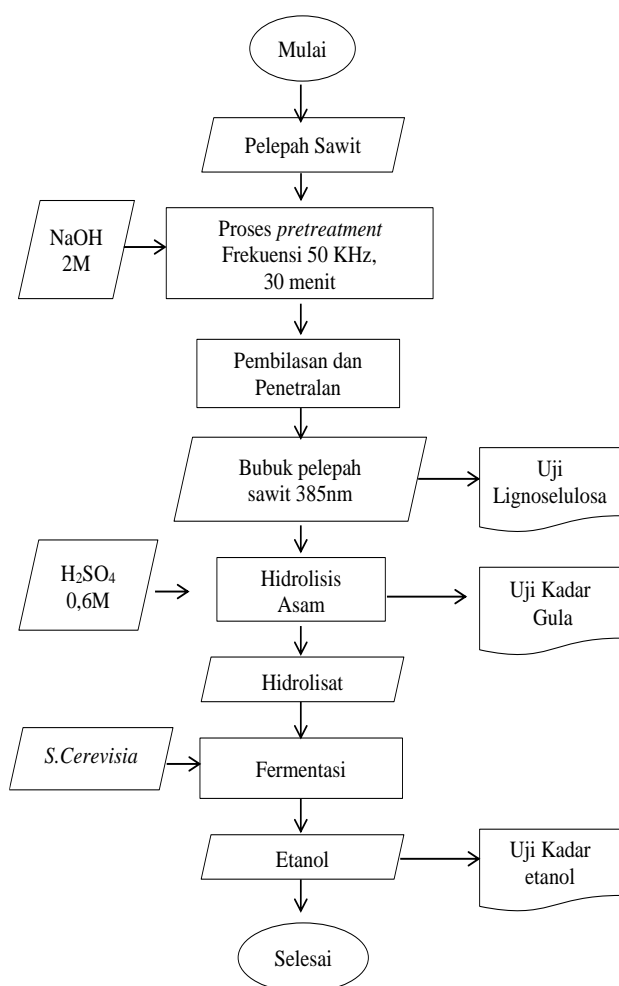 Mulai
Pelepah Sawit
NaOH
2M
Proses pretreatment
Frekuensi 50 KHz,
30 menit
Pembilasan dan
Penetralan
Bubuk pelepah
sawit 385nm
Uji
Lignoselulosa
H₂SO₄
0,6M
Hidrolisis
Asam
Uji Kadar
Gula
Hidrolisat
S.Cerevisia
Fermentasi
Etanol
Uji Kadar
etanol
Selesai